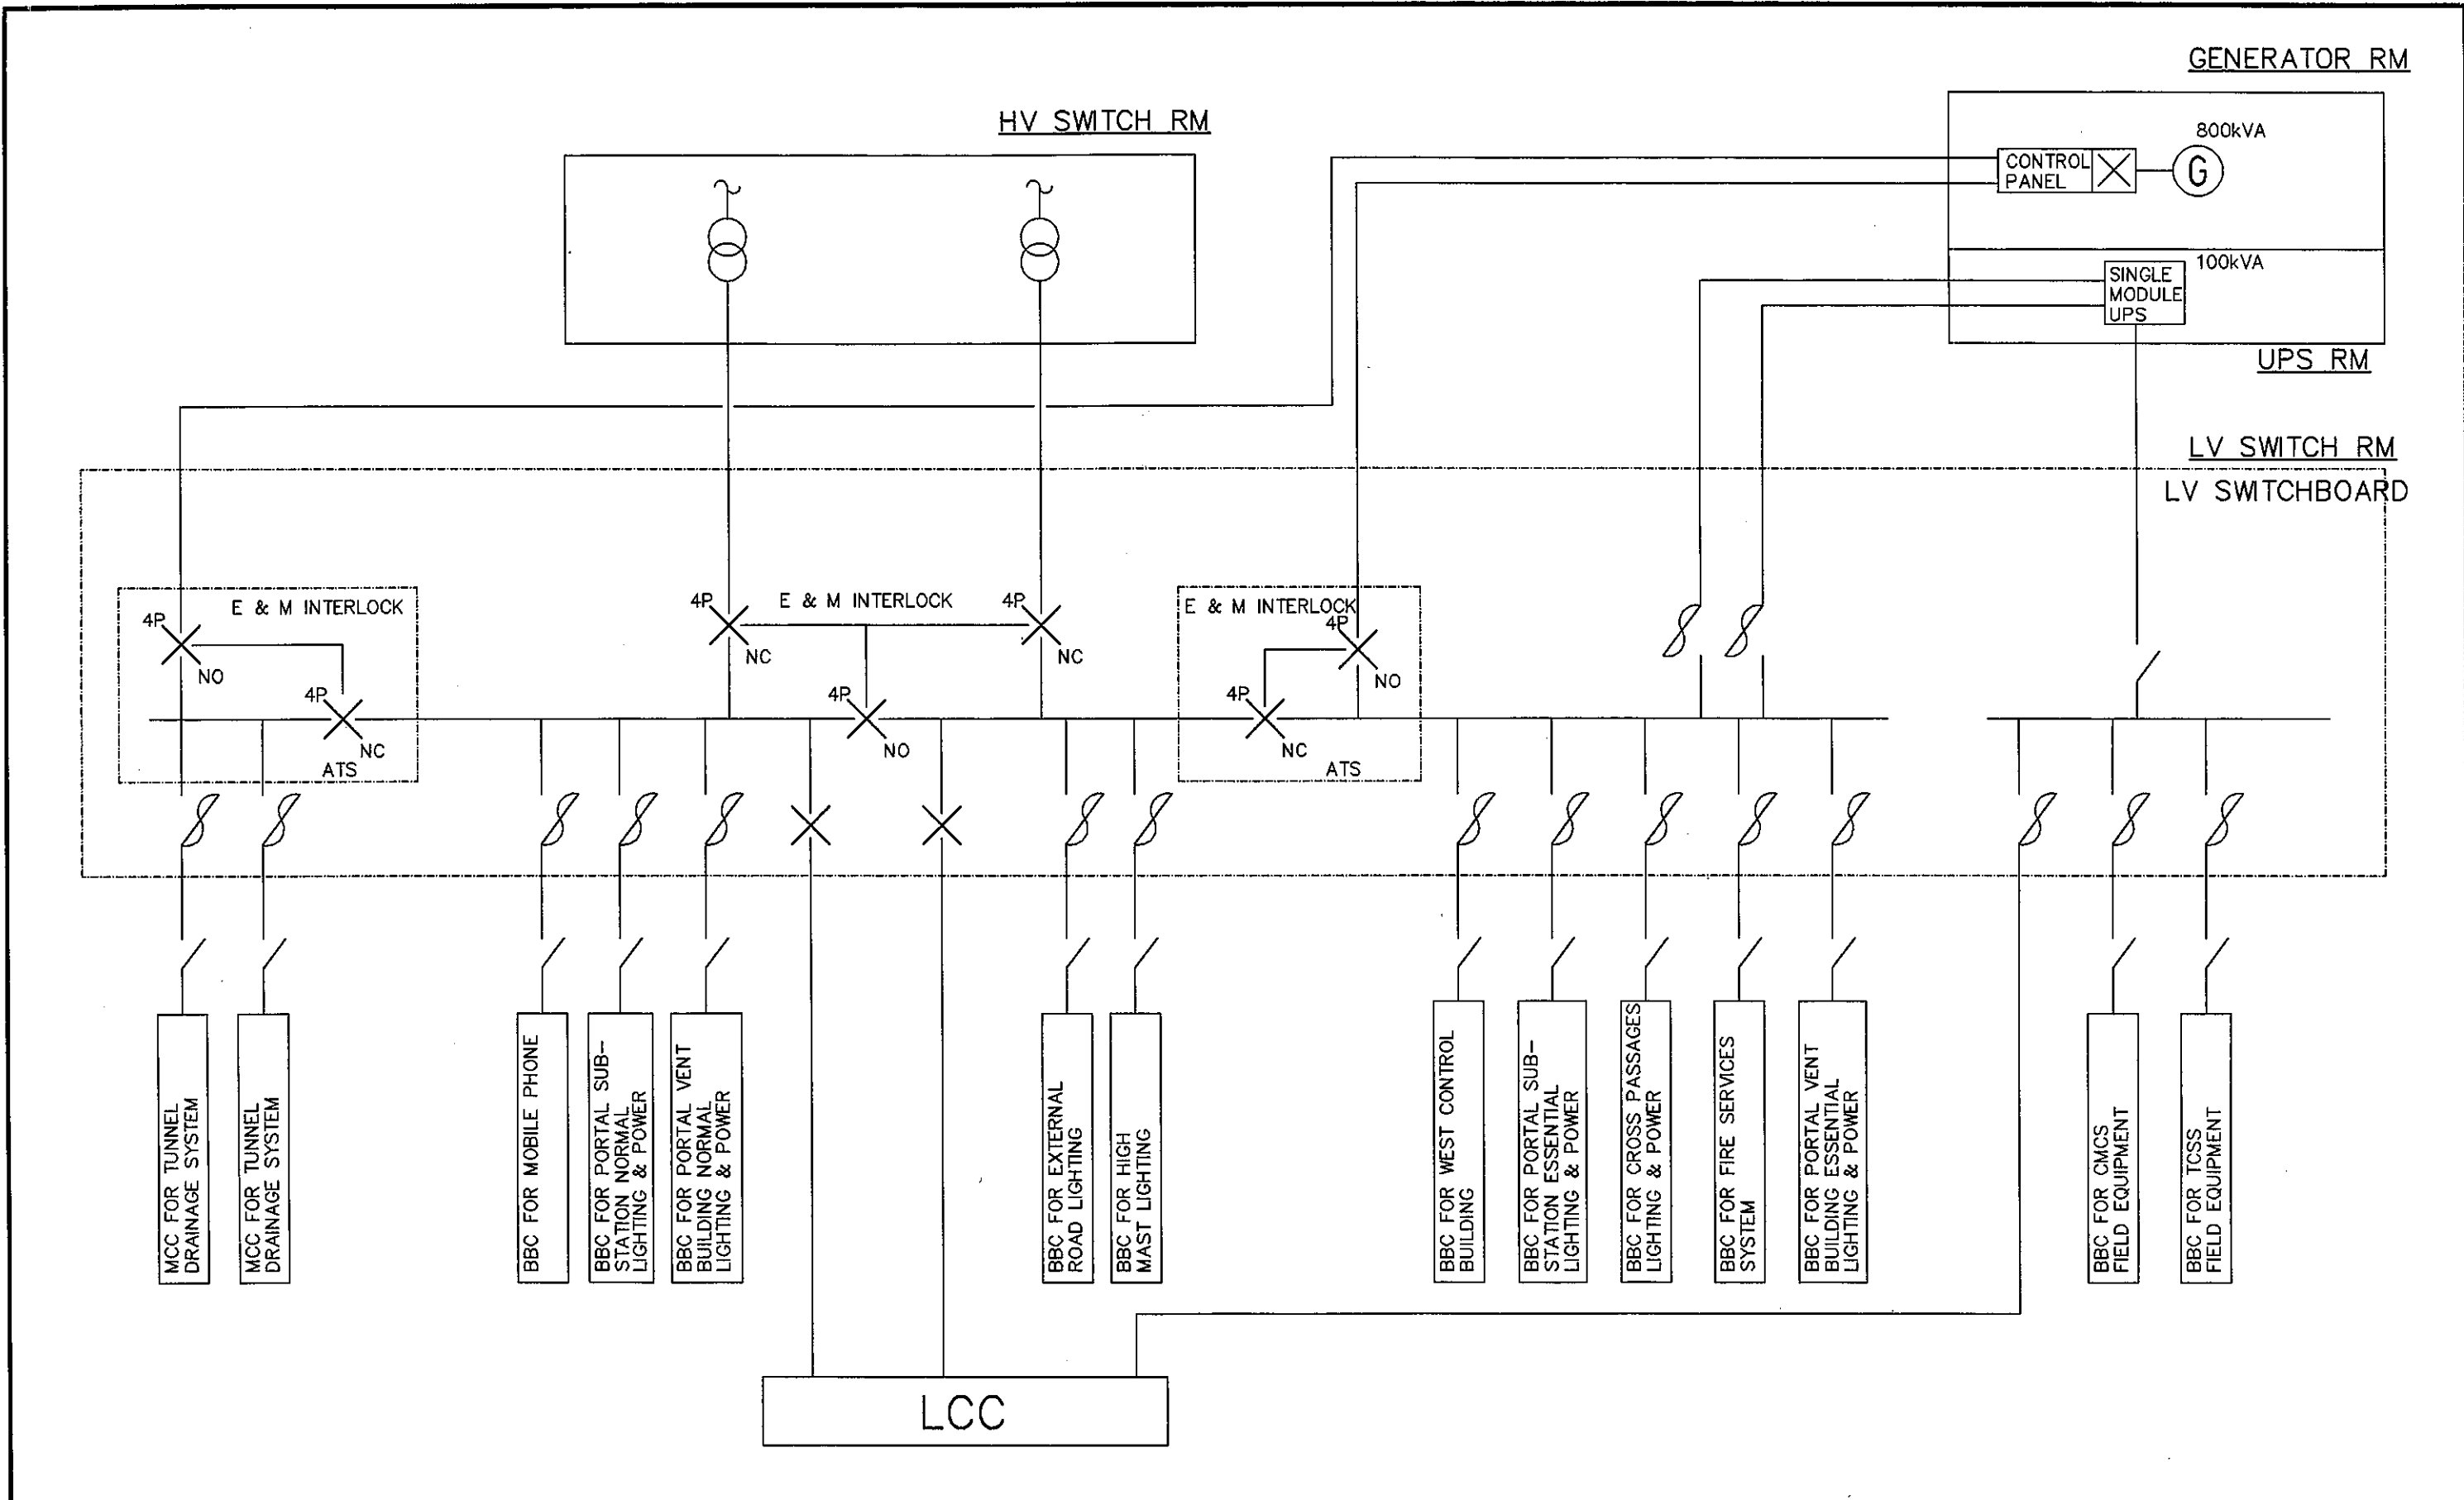 GENERATOR RM
HV SWITCH RM
800kVA
CONTROL
PANEL
G
100kVA
SINGLE
MODULE
UPS
UPS RM
LV SWITCH RM
LV SWITCHBOARD
E & M INTERLOCK
4P
NO
4P
NC
ATS
4P
E & M INTERLOCK
4P
NC
NC
4P
NO
E & M INTERLOCK
4P
NO
4P
NC
ATS
MCC FOR TUNNEL
DRAINAGE SYSTEM
MCC FOR TUNNEL
DRAINAGE SYSTEM
BBC FOR MOBILE PHONE
BBC FOR PORTAL SUB-
STATION NORMAL
LIGHTING & POWER
BBC FOR PORTAL VENT
BUILDING NORMAL
LIGHTING & POWER
BBC FOR EXTERNAL
ROAD LIGHTING
BBC FOR HIGH
MAST LIGHTING
BBC FOR WEST CONTROL
BUILDING
BBC FOR PORTAL SUB-
STATION ESSENTIAL
LIGHTING & POWER
BBC FOR CROSS PASSAGES
LIGHTING & POWER
BBC FOR FIRE SERVICES
SYSTEM
BBC FOR PORTAL VENT
BUILDING ESSENTIAL
LIGHTING & POWER
BBC FOR CMCS
FIELD EQUIPMENT
BBC FOR TCSS
FIELD EQUIPMENT
LCC